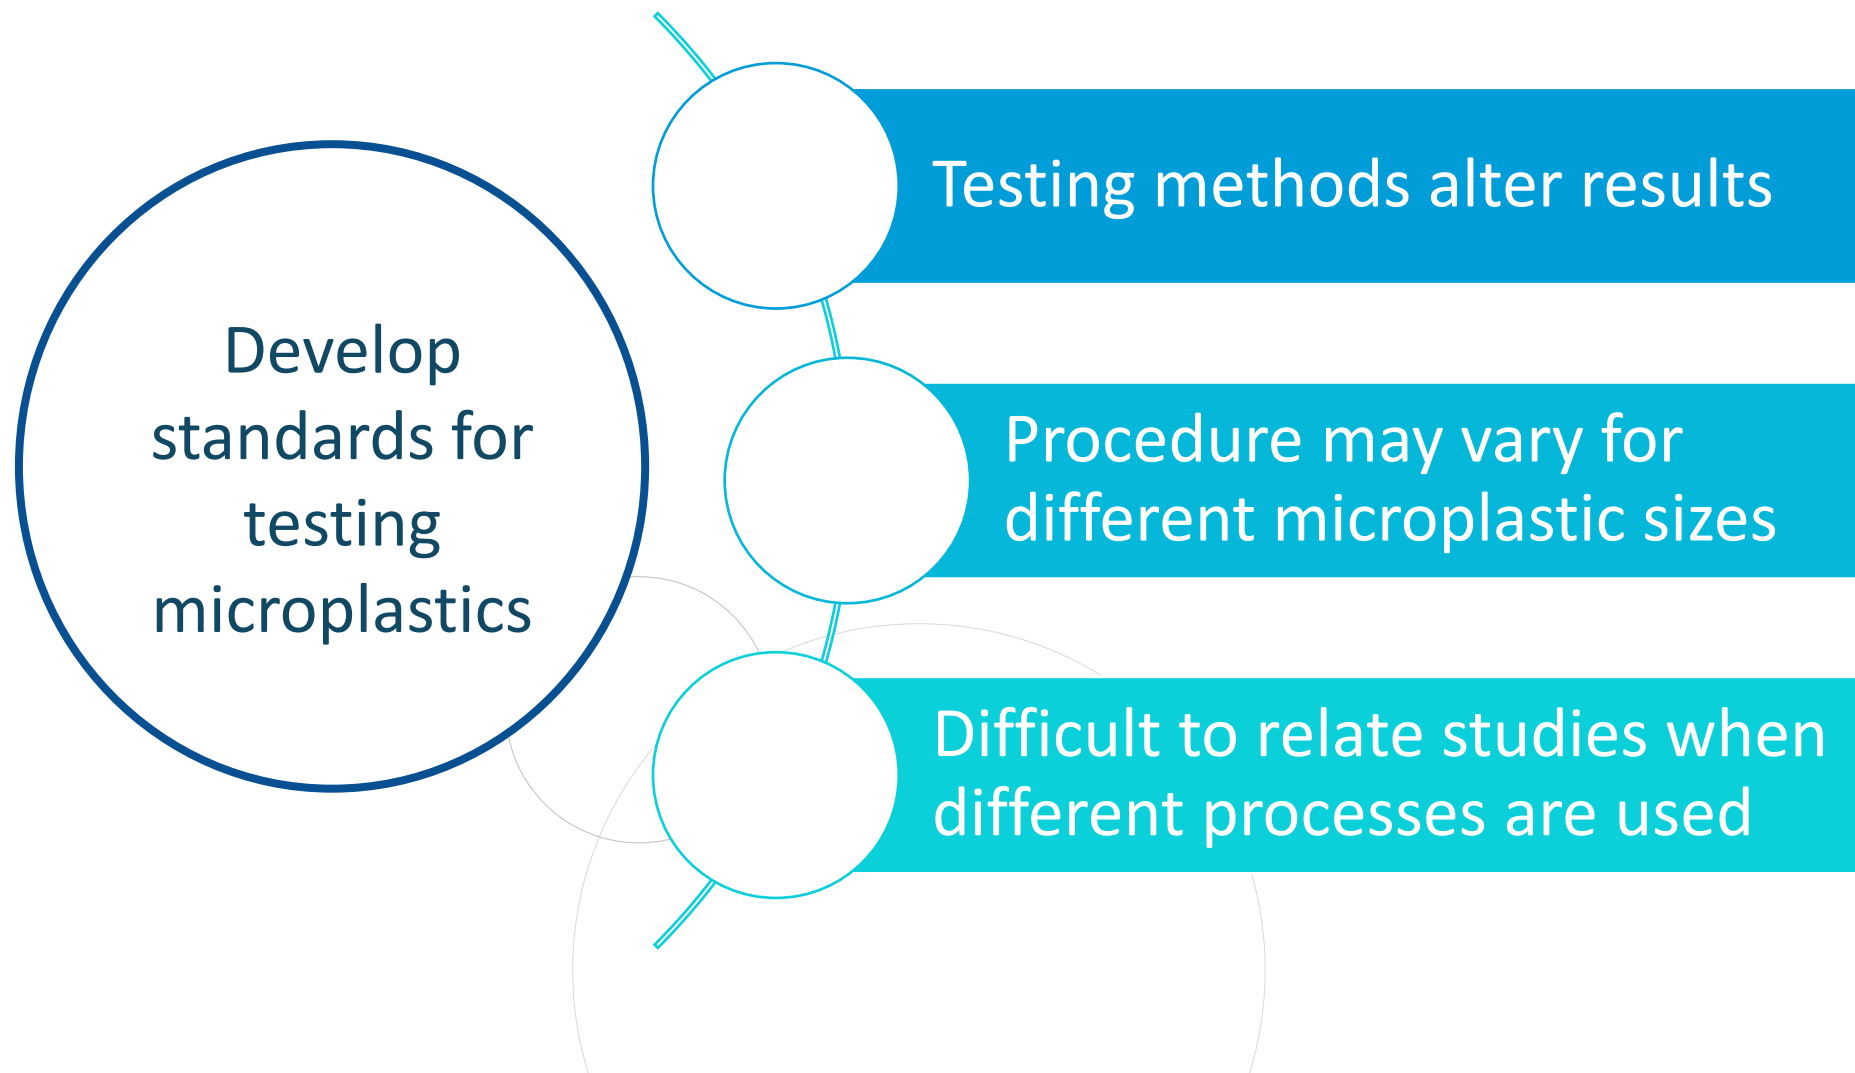 Develop
standards for
testing
microplastics
Testing methods alter results
Procedure may vary for
different microplastic sizes
Difficult to relate studies when
different processes are used